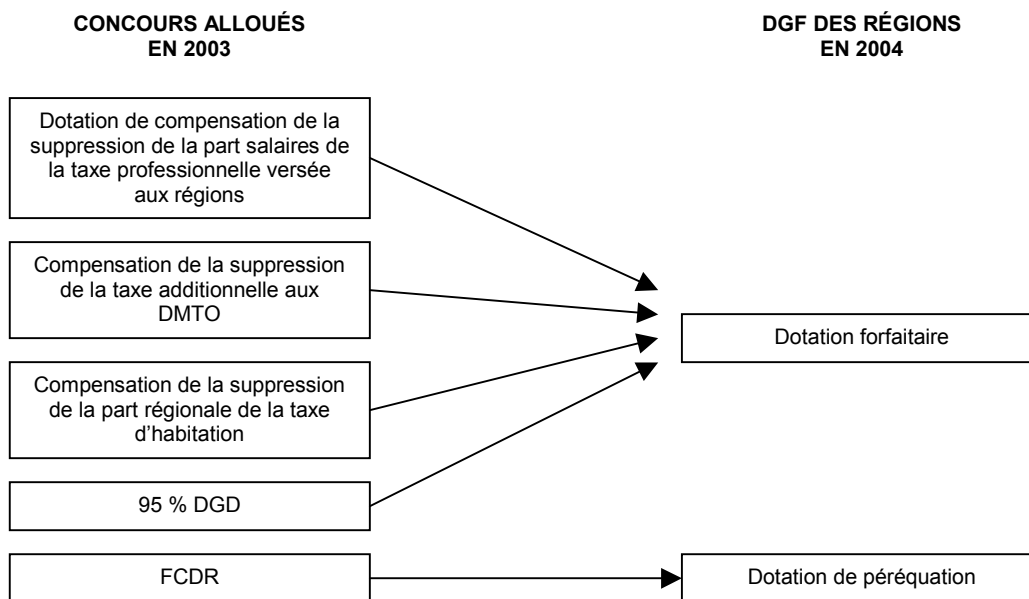 CONCOURS ALLOUÉS
EN 2003
DGF DES RÉGIONS
EN 2004
Dotation de compensation de la
suppression de la part salaires de
la taxe professionnelle versée
aux régions
Compensation de la suppression
de la taxe additionnelle aux
DMTO
Dotation forfaitaire
Compensation de la suppression
de la part régionale de la taxe
d’habitation
95 % DGD
FCDR
Dotation de péréquation